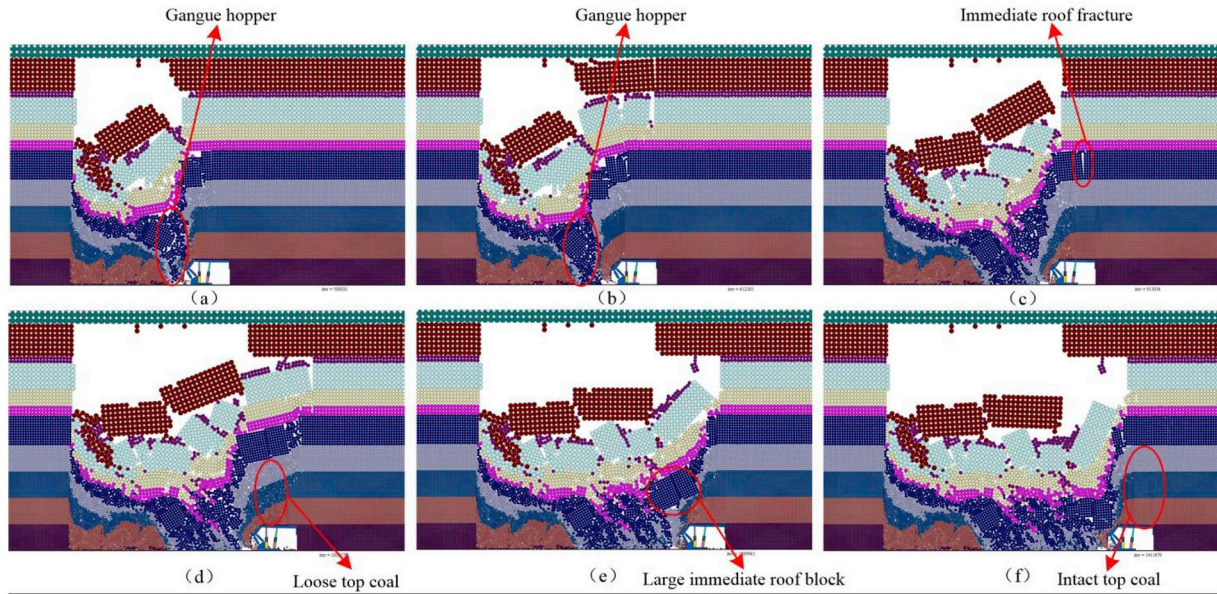 Gangue hopper
Gangue hopper
Immediate roof fracture
(a)
(b)
(c)
(d)
Loose top coal
(e)
Large immediate roof block
(f)
Intact top coal